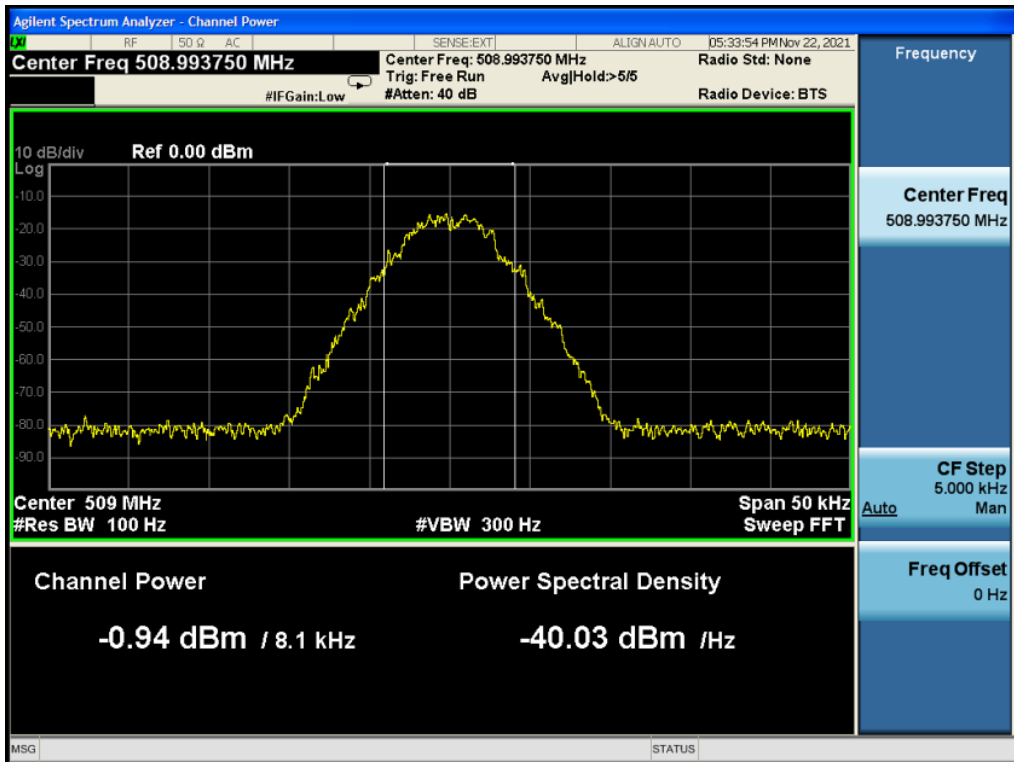 Agilent Spectrum Analyzer - Channel Power
LXI RF 50 Ω AC SENSE:EXT ALIGN AUTO 05:33:54 PM Nov 22, 2021
Center Freq 508.993750 MHz
#IFGain:Low
Center Freq: 508.993750 MHz
Trig: Free Run Avg|Hold:>5/5
#Atten: 40 dB
Radio Std: None
Radio Device: BTS
10 dB/div Ref 0.00 dBm
Log
-10.0
-20.0
-30.0
-40.0
-50.0
-60.0
-70.0
-80.0
-90.0
Center 509 MHz Span 50 kHz
#Res BW 100 Hz #VBW 300 Hz Sweep FFT
Channel Power Power Spectral Density
-0.94 dBm / 8.1 kHz -40.03 dBm /Hz
MSG STATUS
Frequency
Center Freq
508.993750 MHz
CF Step
5.000 kHz
Auto Man
Freq Offset
0 Hz